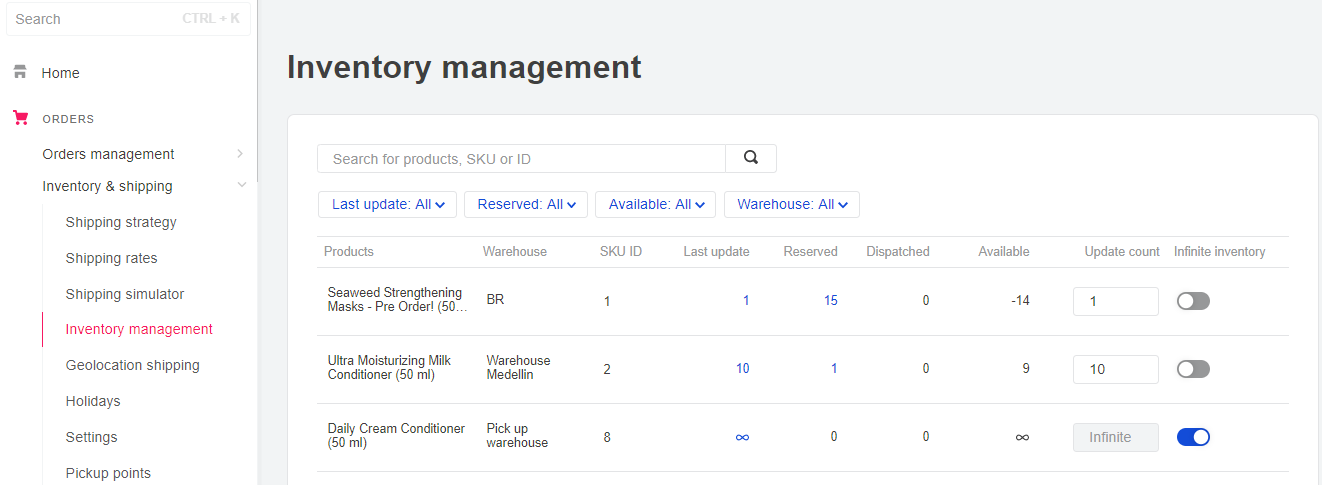 Search CTRL + K
Home
ORDERS
Orders management
Inventory & shipping
Shipping strategy
Shipping rates
Shipping simulator
Inventory management
Geolocation shipping
Holidays
Settings
Pickup points
Inventory management
Search for products, SKU or ID
Last update: All Reserved: All Available: All Warehouse: All
Products Warehouse SKU ID Last update Reserved Dispatched Available Update count Infinite inventory
Seaweed Strengthening
Masks - Pre Order! (50... BR 1 1 15 0 -14 1
Ultra Moisturizing Milk Warehouse
Conditioner (50 ml) Medellin 2 10 1 0 9 10
Daily Cream Conditioner Pick up
(50 ml) warehouse 8 ∞ 0 0 ∞ Infinite